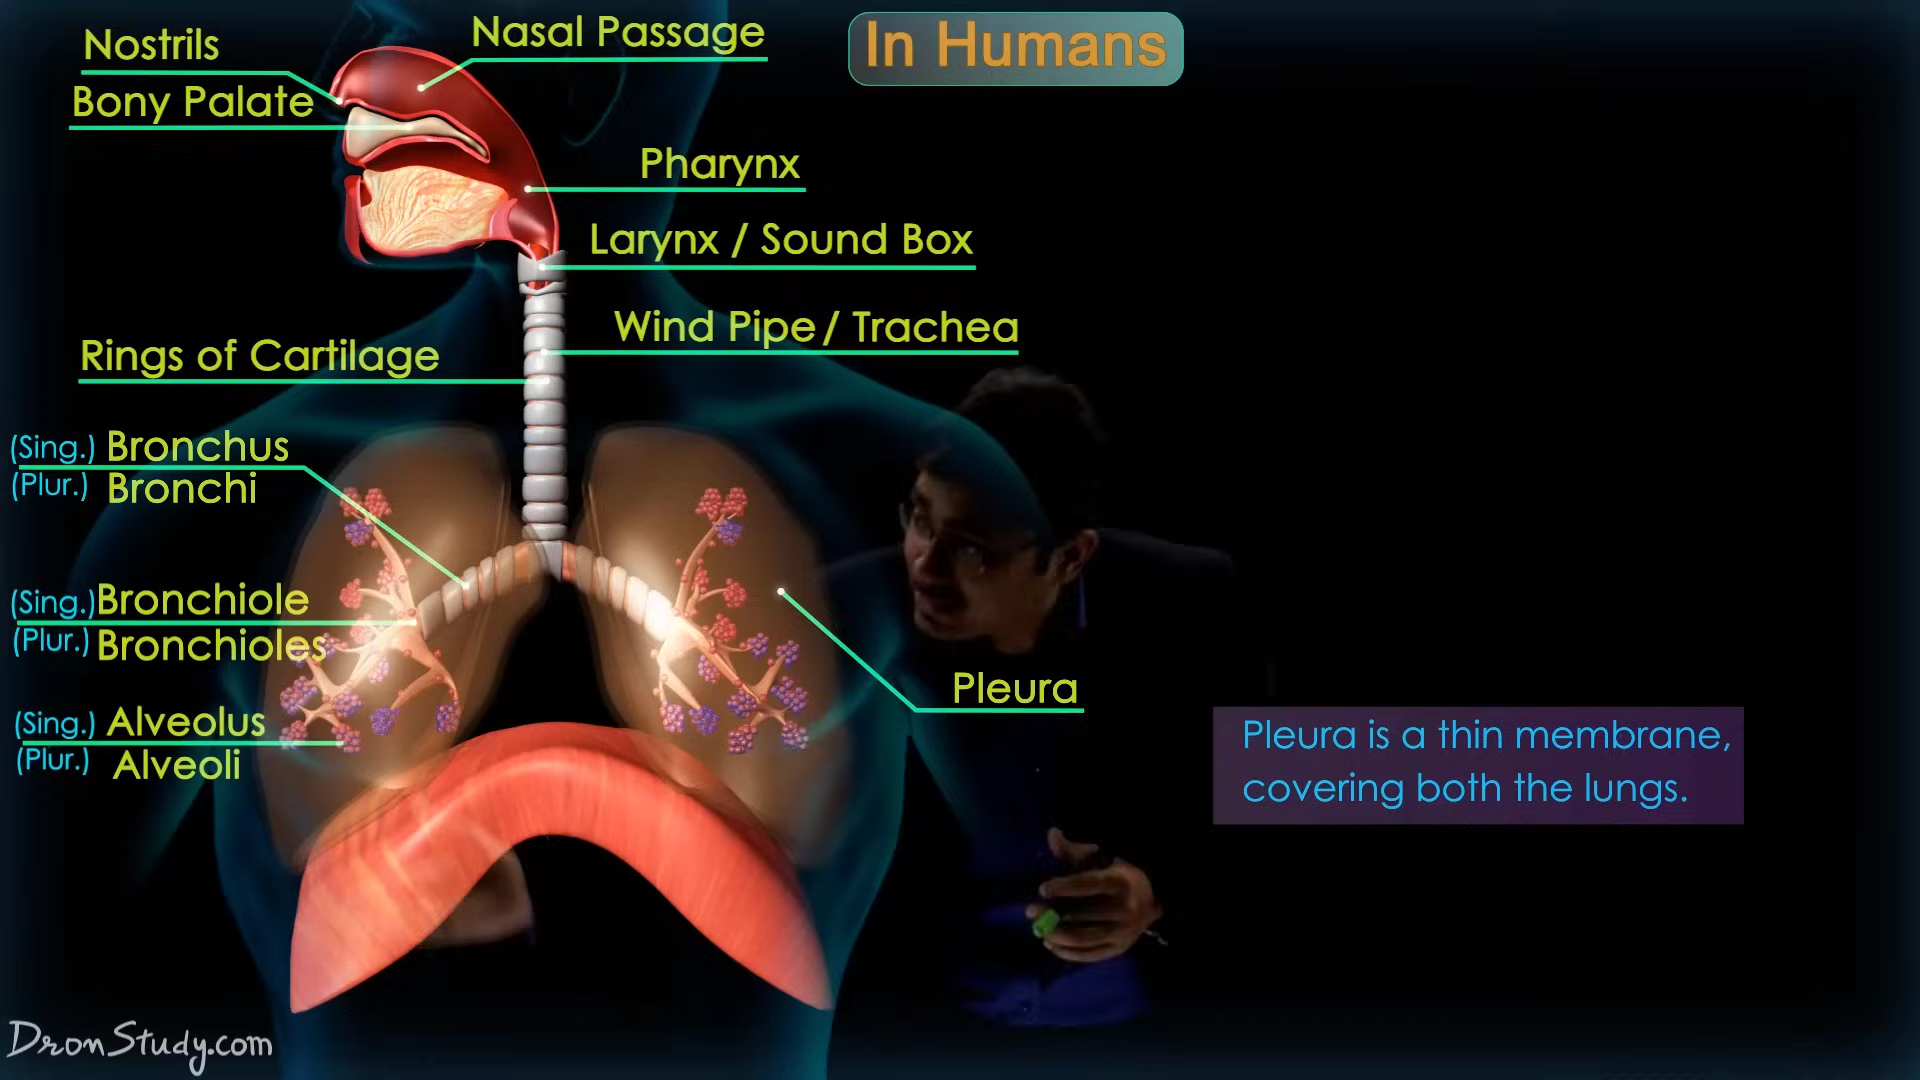 In Humans
Nostrils
Nasal Passage
Bony Palate
Pharynx
Larynx / Sound Box
Wind Pipe / Trachea
Rings of Cartilage
(Sing.) Bronchus
(Plur.) Bronchi
(Sing.) Bronchiole
(Plur.) Bronchioles
Pleura
(Sing.) Alveolus
(Plur.) Alveoli
Pleura is a thin membrane,
covering both the lungs.
DronStudy.com